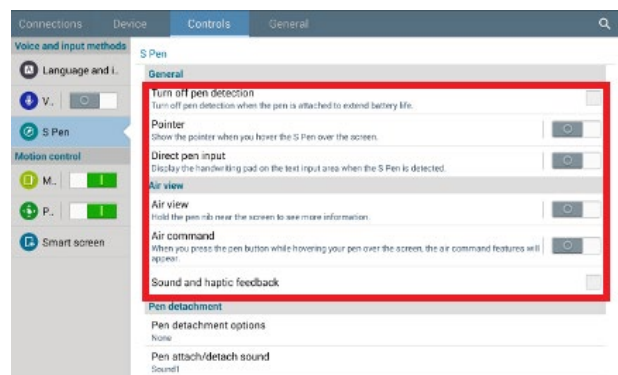 Connections Device Controls General
Voice and input methods
Language and i..
V..
S Pen
Motion control
M..
P..
Smart screen
S Pen
General
Turn off pen detection
Turn off pen detection when the pen is attached to extend battery life.
Pointer
Show the pointer when you hover the S Pen over the screen.
Direct pen input
Display the handwriting pad on the text input area when the S Pen is detected.
Air view
Air view
Hold the pen nib near the screen to see more information.
Air command
When you press the pen button while hovering your pen over the screen, the air command features will
appear.
Sound and haptic feedback
Pen detachment
Pen detachment options
None
Pen attach/detach sound
Sound1